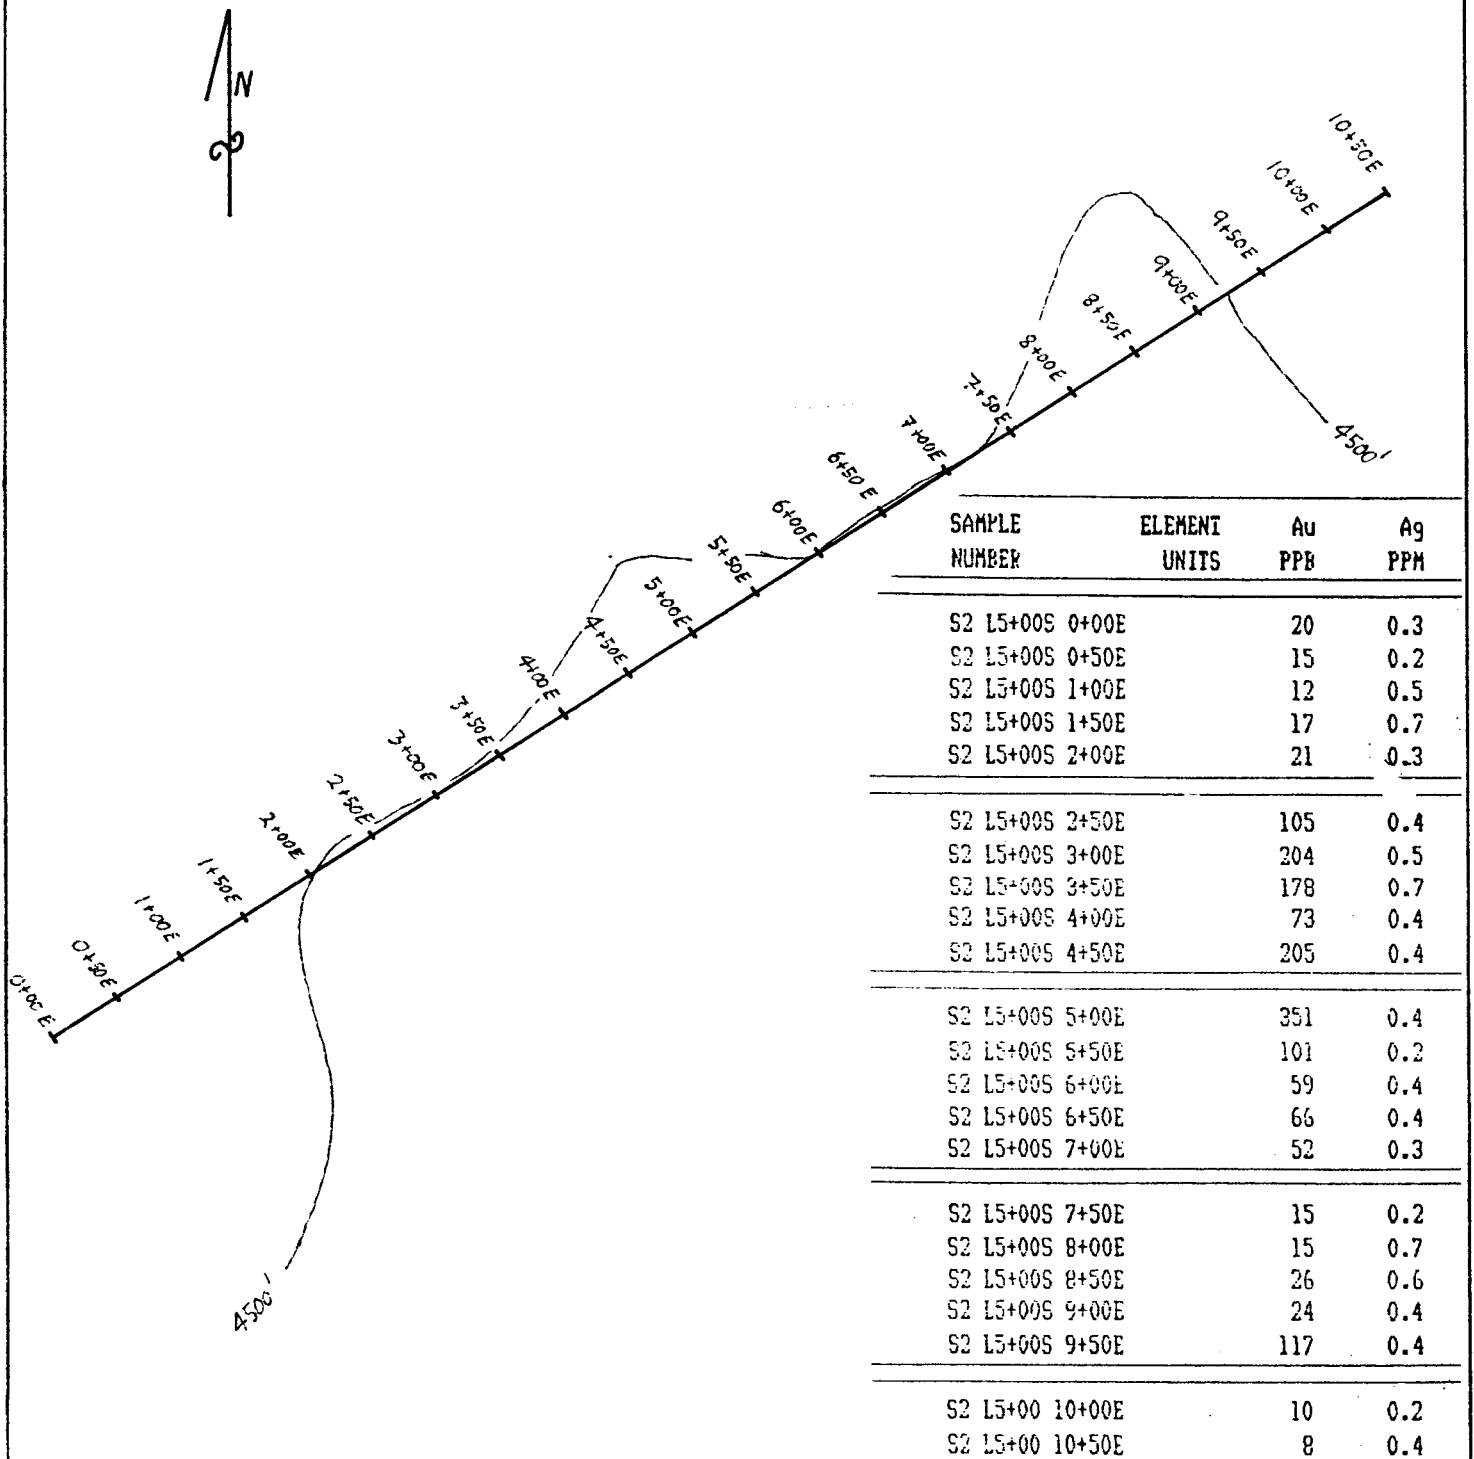 N
10+50E
10+00E
9+50E
9+00E
8+50E
8+00E
7+50E
7+00E
6+50E
6+00E
5+50E
5+00E
4+50E
4+00E
3+50E
3+00E
2+50E
2+00E
1+50E
1+00E
0+50E
0+00E
4500'
4500'
SAMPLE ELEMENT Au Ag
NUMBER UNITS PPB PPM
S2 L5+00S 0+00E 20 0.3
S2 L5+00S 0+50E 15 0.2
S2 L5+00S 1+00E 12 0.5
S2 L5+00S 1+50E 17 0.7
S2 L5+00S 2+00E 21 0.3
S2 L5+00S 2+50E 105 0.4
S2 L5+00S 3+00E 204 0.5
S2 L5+00S 3+50E 178 0.7
S2 L5+00S 4+00E 73 0.4
S2 L5+00S 4+50E 205 0.4
S2 L5+00S 5+00E 351 0.4
S2 L5+00S 5+50E 101 0.2
S2 L5+00S 6+00E 59 0.4
S2 L5+00S 6+50E 66 0.4
S2 L5+00S 7+00E 52 0.3
S2 L5+00S 7+50E 15 0.2
S2 L5+00S 8+00E 15 0.7
S2 L5+00S 8+50E 26 0.6
S2 L5+00S 9+00E 24 0.4
S2 L5+00S 9+50E 117 0.4
S2 L5+00 10+00E 10 0.2
S2 L5+00 10+50E 8 0.4